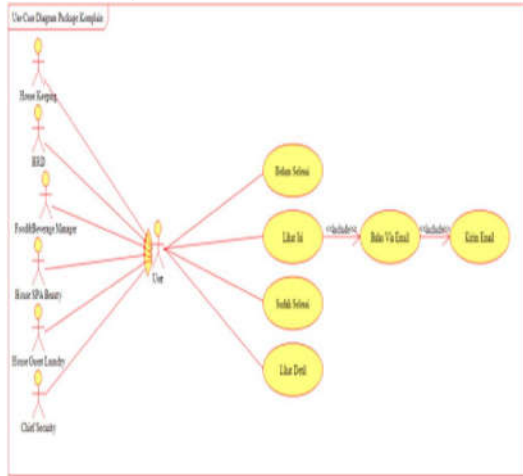 Use Case Diagram Package Komplain
House Keeping
HRD
Food&Beverage Manager
House SPA Beauty
House Guest Laundry
Chief Security
User
Belum Selesai
Lihat Isi
<<include>>
Balas Via Email
<<include>>
Kirim Email
Sudah Selesai
Lihat Detil